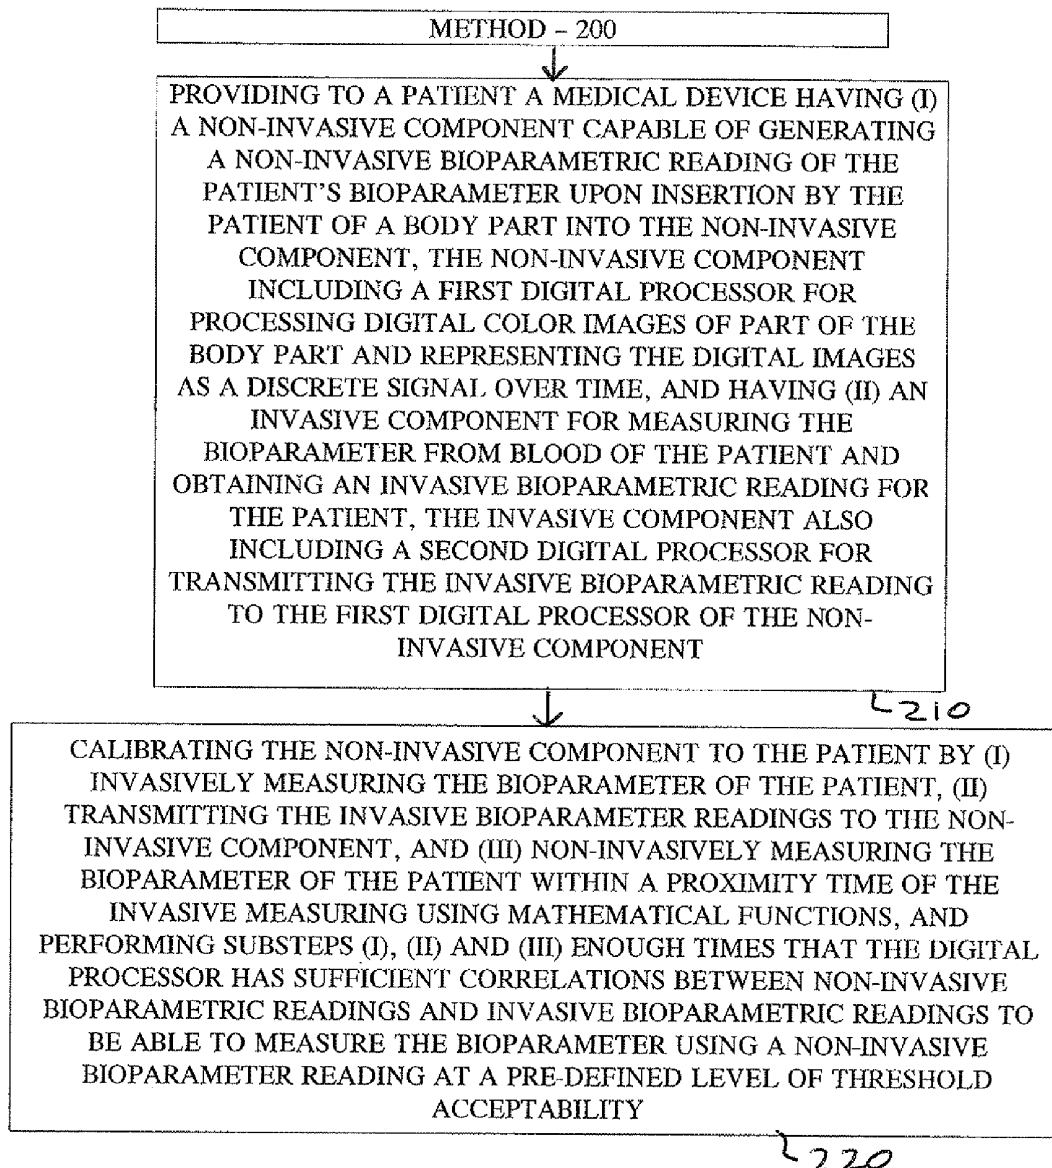 METHOD – 200
PROVIDING TO A PATIENT A MEDICAL DEVICE HAVING (I)
A NON-INVASIVE COMPONENT CAPABLE OF GENERATING
A NON-INVASIVE BIOPARAMETRIC READING OF THE
PATIENT'S BIOPARAMETER UPON INSERTION BY THE
PATIENT OF A BODY PART INTO THE NON-INVASIVE
COMPONENT, THE NON-INVASIVE COMPONENT
INCLUDING A FIRST DIGITAL PROCESSOR FOR
PROCESSING DIGITAL COLOR IMAGES OF PART OF THE
BODY PART AND REPRESENTING THE DIGITAL IMAGES
AS A DISCRETE SIGNAL OVER TIME, AND HAVING (II) AN
INVASIVE COMPONENT FOR MEASURING THE
BIOPARAMETER FROM BLOOD OF THE PATIENT AND
OBTAINING AN INVASIVE BIOPARAMETRIC READING FOR
THE PATIENT, THE INVASIVE COMPONENT ALSO
INCLUDING A SECOND DIGITAL PROCESSOR FOR
TRANSMITTING THE INVASIVE BIOPARAMETRIC READING
TO THE FIRST DIGITAL PROCESSOR OF THE NON-
INVASIVE COMPONENT
210
CALIBRATING THE NON-INVASIVE COMPONENT TO THE PATIENT BY (I)
INVASIVELY MEASURING THE BIOPARAMETER OF THE PATIENT, (II)
TRANSMITTING THE INVASIVE BIOPARAMETER READINGS TO THE NON-
INVASIVE COMPONENT, AND (III) NON-INVASIVELY MEASURING THE
BIOPARAMETER OF THE PATIENT WITHIN A PROXIMITY TIME OF THE
INVASIVE MEASURING USING MATHEMATICAL FUNCTIONS, AND
PERFORMING SUBSTEPS (I), (II) AND (III) ENOUGH TIMES THAT THE DIGITAL
PROCESSOR HAS SUFFICIENT CORRELATIONS BETWEEN NON-INVASIVE
BIOPARAMETRIC READINGS AND INVASIVE BIOPARAMETRIC READINGS TO
BE ABLE TO MEASURE THE BIOPARAMETER USING A NON-INVASIVE
BIOPARAMETER READING AT A PRE-DEFINED LEVEL OF THRESHOLD
ACCEPTABILITY
220